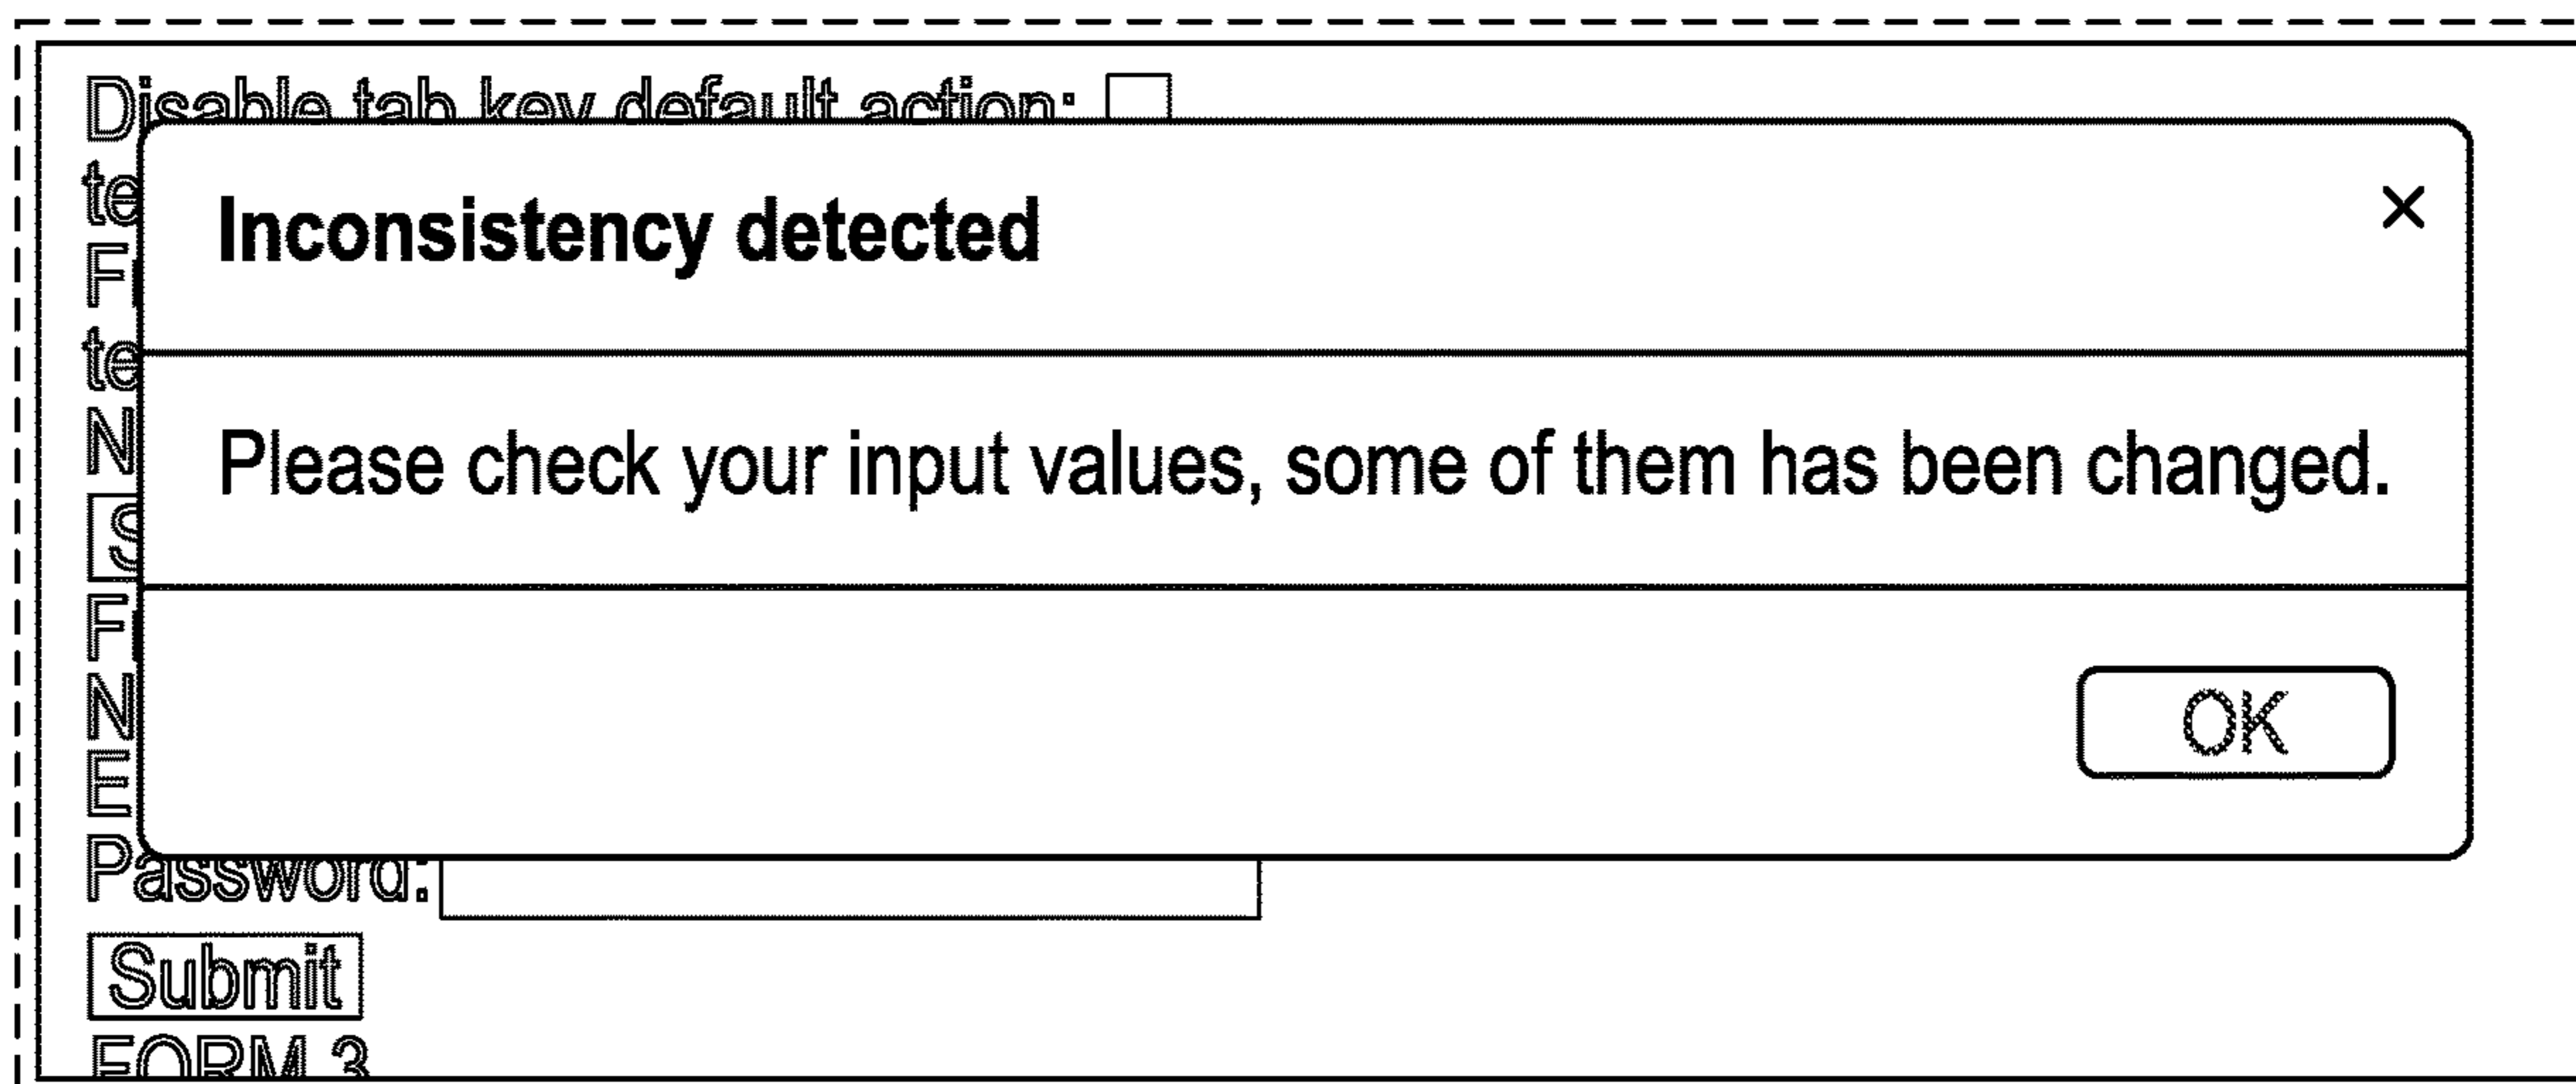 Disable tab key default action:
Inconsistency detected
×
Please check your input values, some of them has been changed.
OK
Password:
Submit
FORM 3